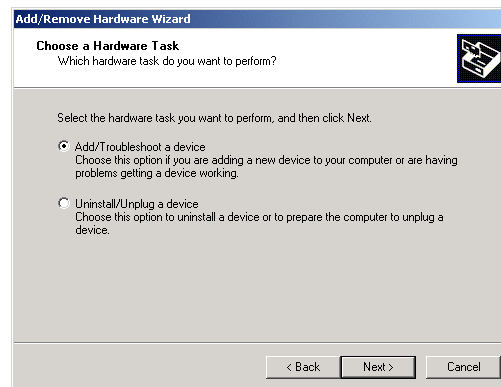 Add/Remove Hardware Wizard
Choose a Hardware Task
Which hardware task do you want to perform?
Select the hardware task you want to perform, and then click Next.
Add/Troubleshoot a device
Choose this option if you are adding a new device to your computer or are having
problems getting a device working.
Uninstall/Unplug a device
Choose this option to uninstall a device or to prepare the computer to unplug a
device.
< Back
Next >
Cancel